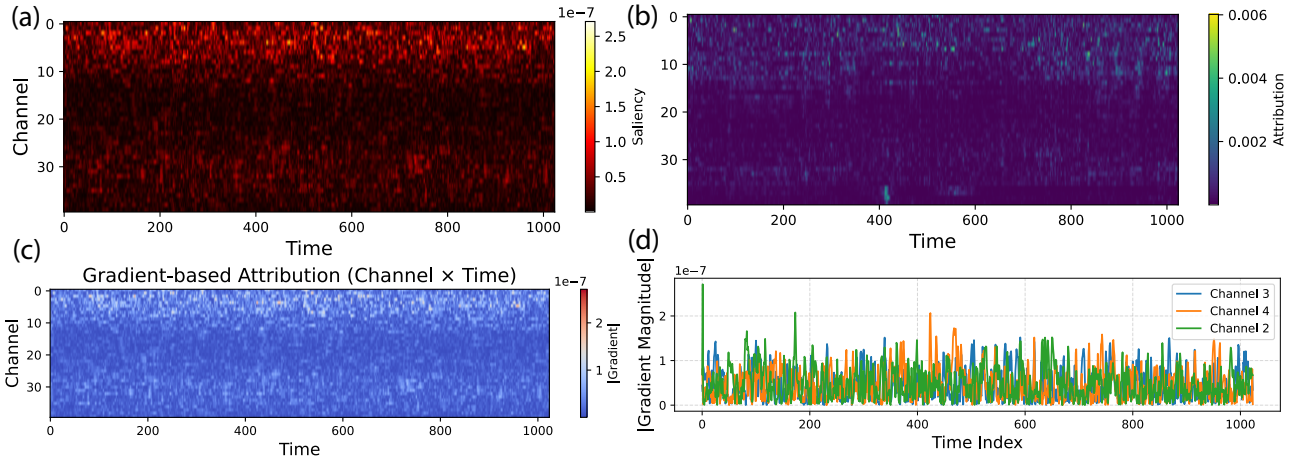 (a)
1e−7
Channel
0
10
20
30
0
200
400
600
800
1000
Time
2.5
2.0
1.5
1.0
0.5
Saliency
(b)
0
10
20
30
0
200
400
600
800
1000
Time
0.006
0.004
0.002
Attribution
(c)
Gradient-based Attribution (Channel × Time)
1e−7
Channel
0
10
20
30
0
200
400
600
800
1000
Time
2
1
|Gradient|
(d)
1e−7
|Gradient Magnitude|
2
1
0
Channel 3
Channel 4
Channel 2
0
200
400
600
800
1000
Time Index